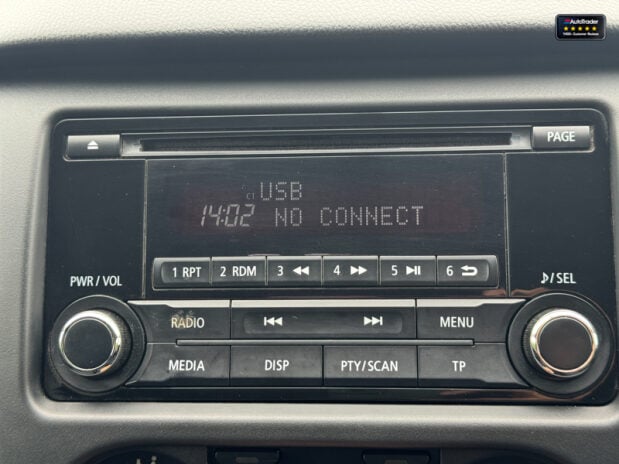 AutoTrader
PAGE
CT USB
14:02 NO CONNECT
1 RPT 2 RDM 3 4 5 6
PWR / VOL
/ SEL
RADIO MENU
MEDIA DISP PTY/SCAN TP